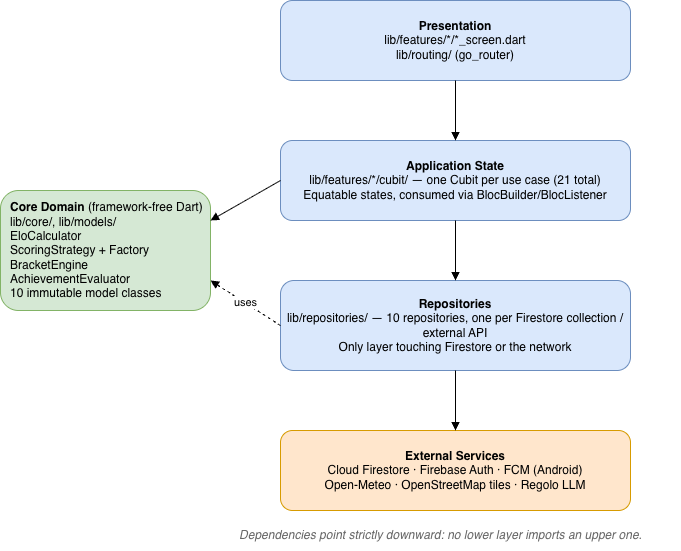 Presentation
lib/features/*/*_screen.dart
lib/routing/ (go_router)
Application State
lib/features/*/cubit/ — one Cubit per use case (21 total)
Equatable states, consumed via BlocBuilder/BlocListener
Core Domain (framework-free Dart)
lib/core/, lib/models/
EloCalculator
ScoringStrategy + Factory
BracketEngine
AchievementEvaluator
10 immutable model classes
uses
Repositories
lib/repositories/ — 10 repositories, one per Firestore collection /
external API
Only layer touching Firestore or the network
External Services
Cloud Firestore · Firebase Auth · FCM (Android)
Open-Meteo · OpenStreetMap tiles · Regolo LLM
Dependencies point strictly downward: no lower layer imports an upper one.